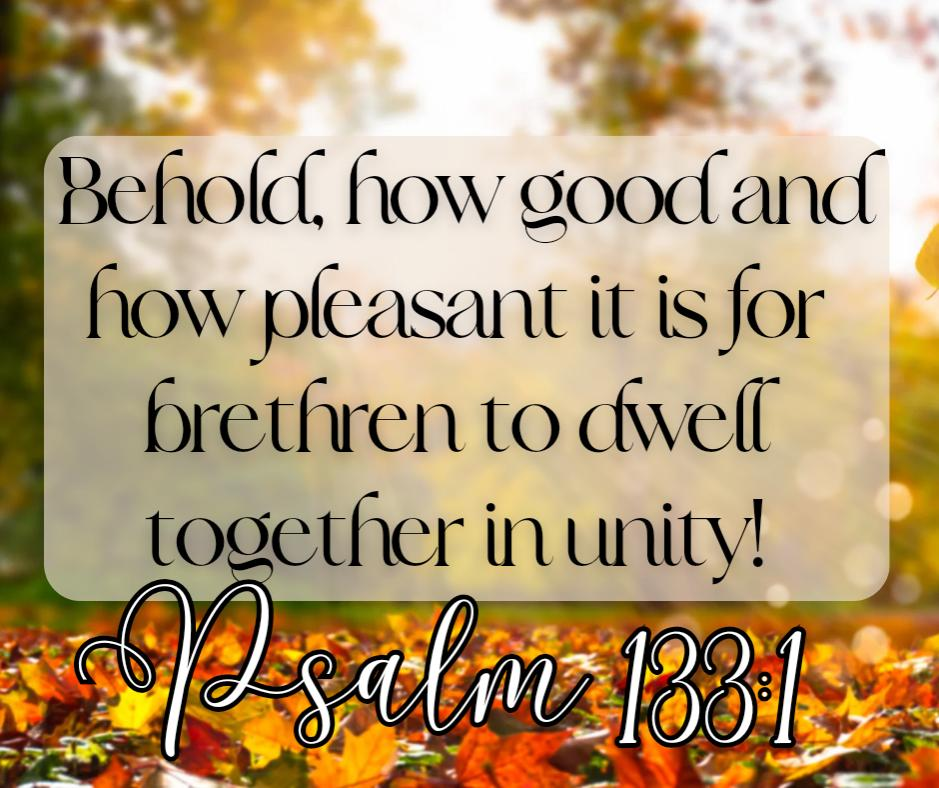 Behold, how good and
how pleasant it is for
brethren to dwell
together in unity!
Psalm 133:1